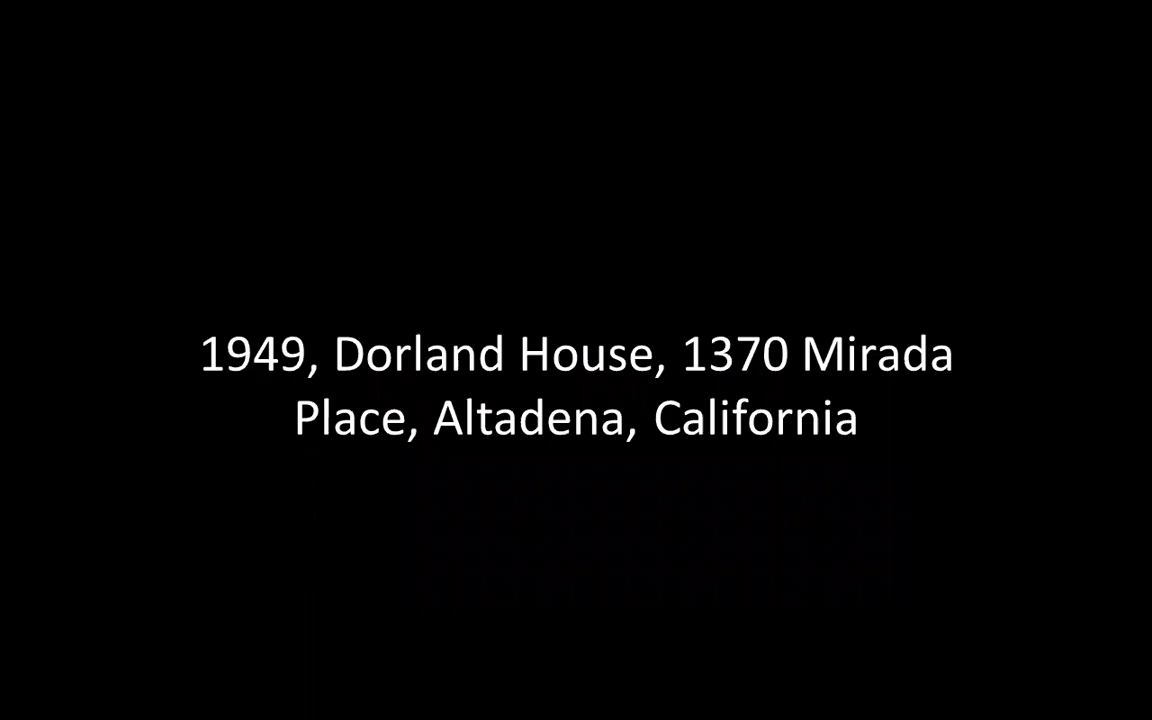 1949, Dorland House, 1370 Mirada
Place, Altadena, California